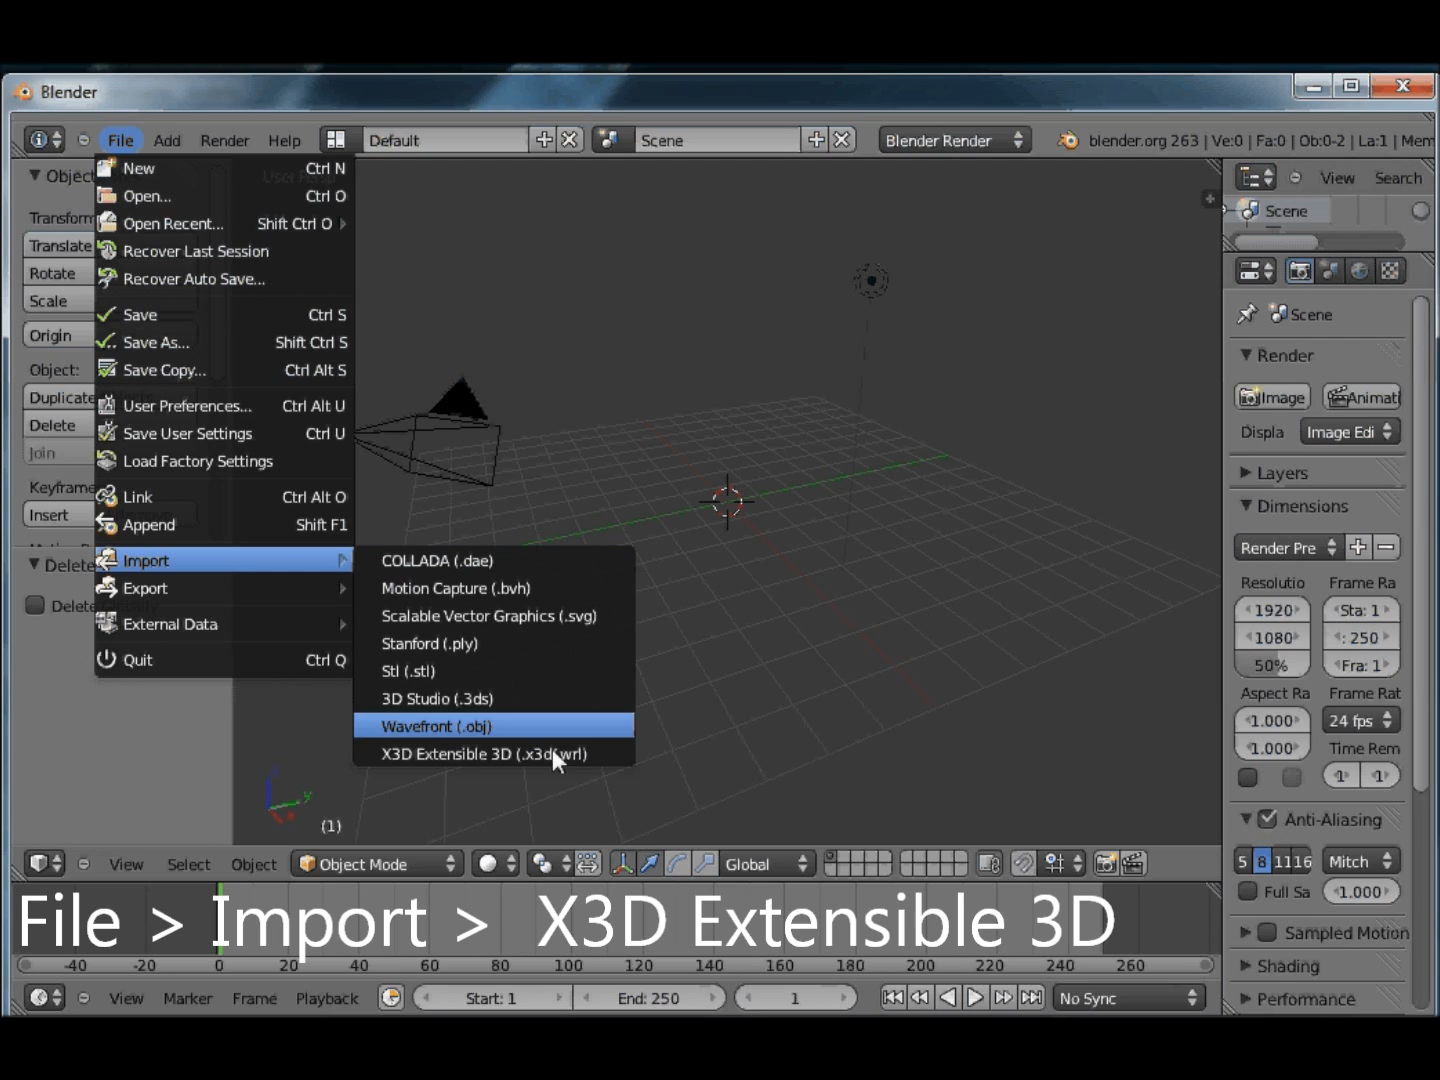 Blender
File Add Render Help Default Scene Blender Render blender.org 263 | Ve:0 | Fa:0 | Ob:0-2 | La:1 | Mem
New Ctrl N
Open... Ctrl O
Open Recent... Shift Ctrl O
Recover Last Session
Recover Auto Save...
Save Ctrl S
Save As... Shift Ctrl S
Save Copy... Ctrl Alt S
User Preferences... Ctrl Alt U
Save User Settings Ctrl U
Load Factory Settings
Link Ctrl Alt O
Append Shift F1
Import
Export
External Data
Quit Ctrl Q
Object
Transform
Translate
Rotate
Scale
Origin
Object:
Duplicate
Delete
Join
Keyframe
Insert
Delete
Delete
COLLADA (.dae)
Motion Capture (.bvh)
Scalable Vector Graphics (.svg)
Stanford (.ply)
Stl (.stl)
3D Studio (.3ds)
Wavefront (.obj)
X3D Extensible 3D (.x3d/.wrl)
(1)
View Search
Scene
Scene
Render
Image Animati
Displa Image Edi
Layers
Dimensions
Render Pre
Resolutio Frame Ra
1920 Sta: 1
1080 : 250
50% Fra: 1
Aspect Ra Frame Rat
1.000 24 fps
1.000 Time Rem
1 1
Anti-Aliasing
5 8 11 16 Mitch
Full Sa 1.000
Sampled Motion
Shading
Performance
View Select Object Object Mode Global
File > Import > X3D Extensible 3D
-40 -20 0 20 40 60 80 100 120 140 160 180 200 220 240 260
View Marker Frame Playback Start: 1 End: 250 1 No Sync